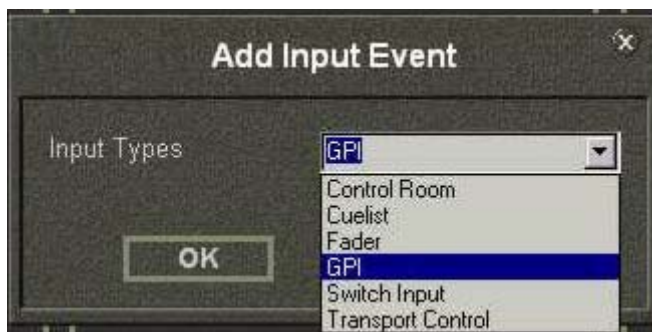 Add Input Event
Input Types
GPI
Control Room
Cuelist
Fader
GPI
Switch Input
Transport Control
OK